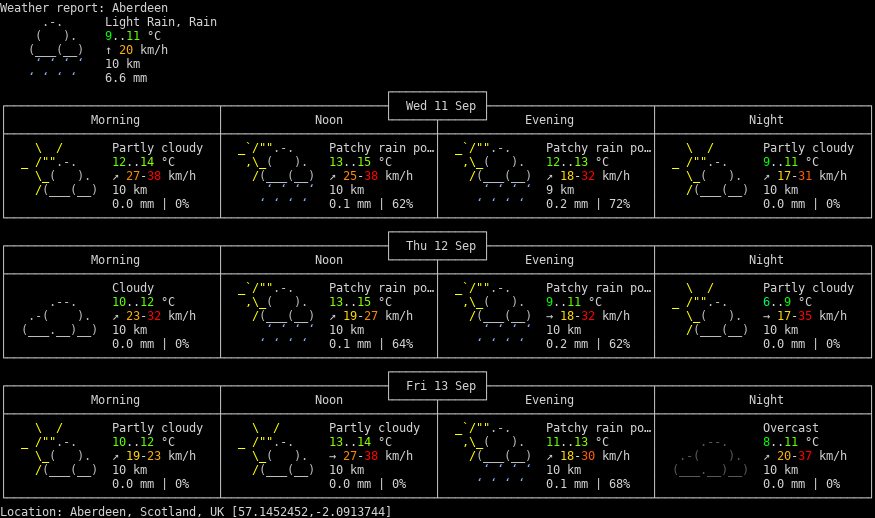 Weather report: Aberdeen
Light Rain, Rain
9..11 °C
↑ 20 km/h
10 km
6.6 mm
Wed 11 Sep
Morning Noon Evening Night
Partly cloudy Patchy rain po… Patchy rain po… Partly cloudy
12..14 °C 13..15 °C 12..13 °C 9..11 °C
↗ 27-38 km/h ↗ 25-38 km/h ↗ 18-32 km/h ↗ 17-31 km/h
10 km 10 km 9 km 10 km
0.0 mm | 0% 0.1 mm | 62% 0.2 mm | 72% 0.0 mm | 0%
Thu 12 Sep
Morning Noon Evening Night
Cloudy Patchy rain po… Patchy rain po… Partly cloudy
10..12 °C 13..15 °C 9..11 °C 6..9 °C
↗ 23-32 km/h ↗ 19-27 km/h → 18-32 km/h → 17-35 km/h
10 km 10 km 10 km 10 km
0.0 mm | 0% 0.1 mm | 64% 0.2 mm | 62% 0.0 mm | 0%
Fri 13 Sep
Morning Noon Evening Night
Partly cloudy Partly cloudy Patchy rain po… Overcast
10..12 °C 13..14 °C 11..13 °C 8..11 °C
↗ 19-23 km/h → 27-38 km/h ↗ 18-30 km/h ↗ 20-37 km/h
10 km 10 km 10 km 10 km
0.0 mm | 0% 0.0 mm | 0% 0.1 mm | 68% 0.0 mm | 0%
Location: Aberdeen, Scotland, UK [57.1452452,-2.0913744]